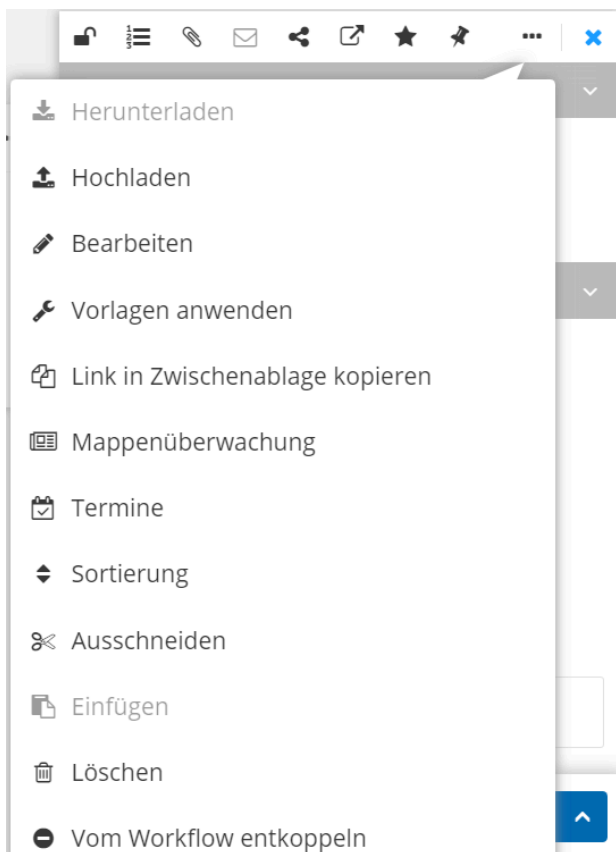 Herunterladen
Hochladen
Bearbeiten
Vorlagen anwenden
Link in Zwischenablage kopieren
Mappenüberwachung
Termine
Sortierung
Ausschneiden
Einfügen
Löschen
Vom Workflow entkoppeln